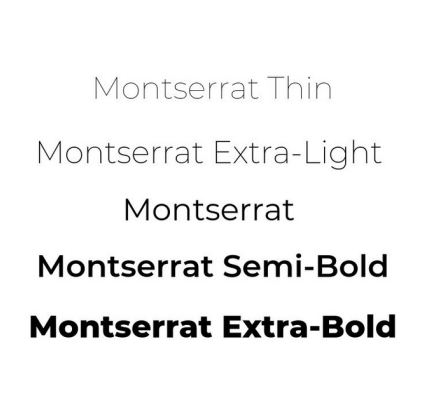 Montserrat Thin
Montserrat Extra-Light
Montserrat
Montserrat Semi-Bold
Montserrat Extra-Bold